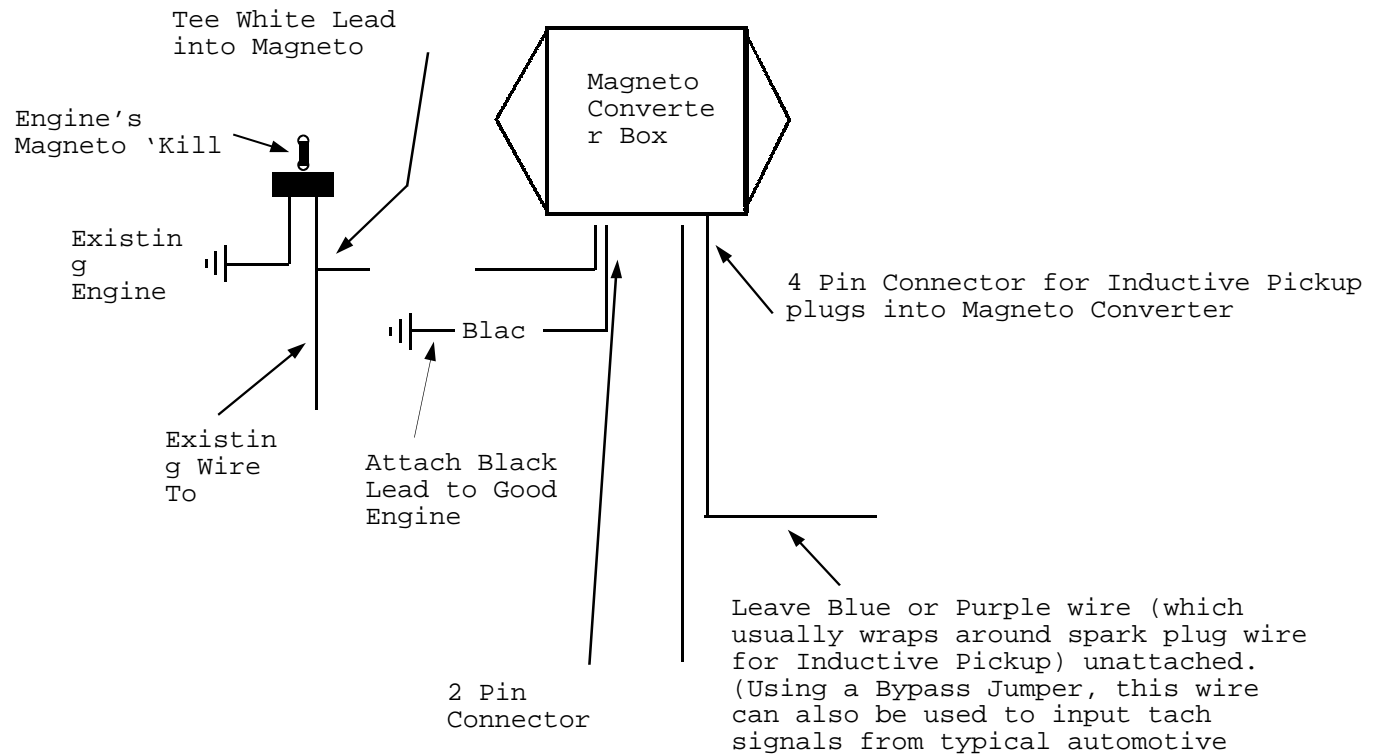 Tee White Lead
into Magneto
Magneto
Converte
r Box
Engine’s
Magneto ‘Kill
Existin
g
Engine
4 Pin Connector for Inductive Pickup
plugs into Magneto Converter
Blac
Existin
g Wire
To
Attach Black
Lead to Good
Engine
2 Pin
Connector
Leave Blue or Purple wire (which
usually wraps around spark plug wire
for Inductive Pickup) unattached.
(Using a Bypass Jumper, this wire
can also be used to input tach
signals from typical automotive